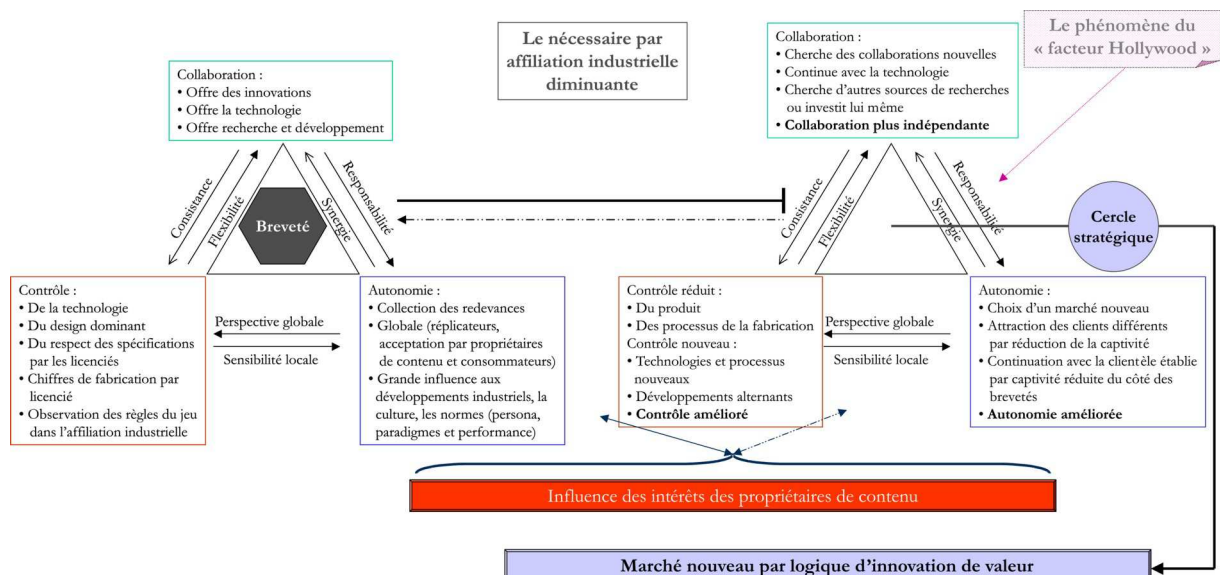 Le nécessaire par
affiliation industrielle
diminuante
Le phénomène du
« facteur Hollywood »
Collaboration :
• Offre des innovations
• Offre la technologie
• Offre recherche et développement
Collaboration :
• Cherche des collaborations nouvelles
• Continue avec la technologie
• Cherche d'autres sources de recherches
ou investit lui même
• Collaboration plus indépendante
Consistance
Flexibilité
Breveté
Synergie
Responsabilité
Consistance
Flexibilité
Synergie
Responsabilité
Cercle
stratégique
Contrôle :
• De la technologie
• Du design dominant
• Du respect des spécifications
par les licenciés
• Chiffres de fabrication par
licencié
• Observation des règles du jeu
dans l'affiliation industrielle
Perspective globale
Sensibilité locale
Autonomie :
• Collection des redevances
• Globale (réplicateurs,
acceptation par propriétaires
de contenu et consommateurs)
• Grande influence aux
développements industriels, la
culture, les normes (persona,
paradigmes et performance)
Contrôle réduit :
• Du produit
• Des processus de la fabrication
Contrôle nouveau :
• Technologies et processus
nouveaux
• Développements alternants
• Contrôle amélioré
Perspective globale
Sensibilité locale
Autonomie :
• Choix d'un marché nouveau
• Attraction des clients différents
par réduction de la captivité
• Continuation avec la clientèle établie
par captivité réduite du côté des
brevetés
• Autonomie améliorée
Influence des intérêts des propriétaires de contenu
Marché nouveau par logique d'innovation de valeur